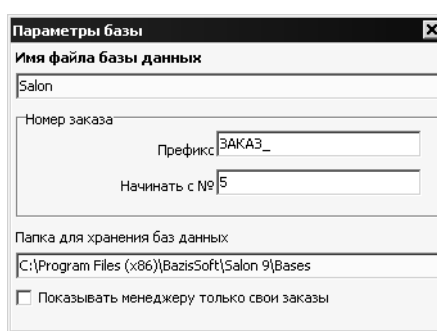 Параметры базы
Имя файла базы данных
Salon
Номер заказа
Префикс ЗАКАЗ_
Начинать с № 5
Папка для хранения баз данных
C:\Program Files (x86)\BazisSoft\Salon 9\Bases
Показывать менеджеру только свои заказы